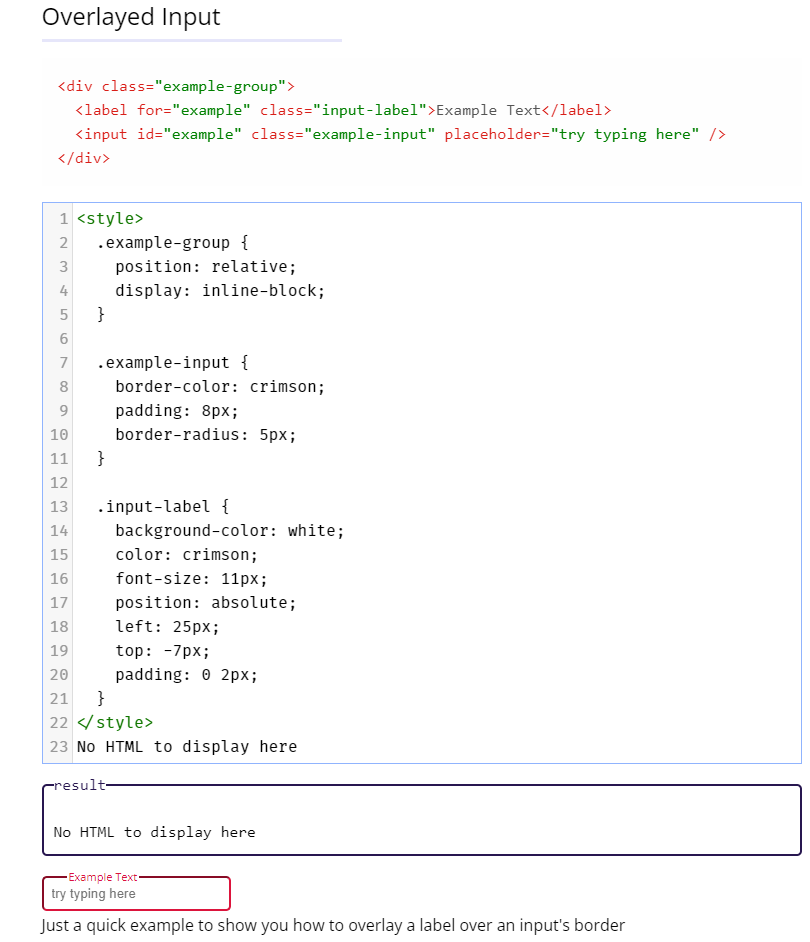 Overlayed Input
<div class="example-group">
<label for="example" class="input-label">Example Text</label>
<input id="example" class="example-input" placeholder="try typing here" />
</div>
1 <style>
2 .example-group {
3 position: relative;
4 display: inline-block;
5 }
6
7 .example-input {
8 border-color: crimson;
9 padding: 8px;
10 border-radius: 5px;
11 }
12
13 .input-label {
14 background-color: white;
15 color: crimson;
16 font-size: 11px;
17 position: absolute;
18 left: 25px;
19 top: -7px;
20 padding: 0 2px;
21 }
22 </style>
23 No HTML to display here
result
No HTML to display here
Example Text
try typing here
Just a quick example to show you how to overlay a label over an input's border